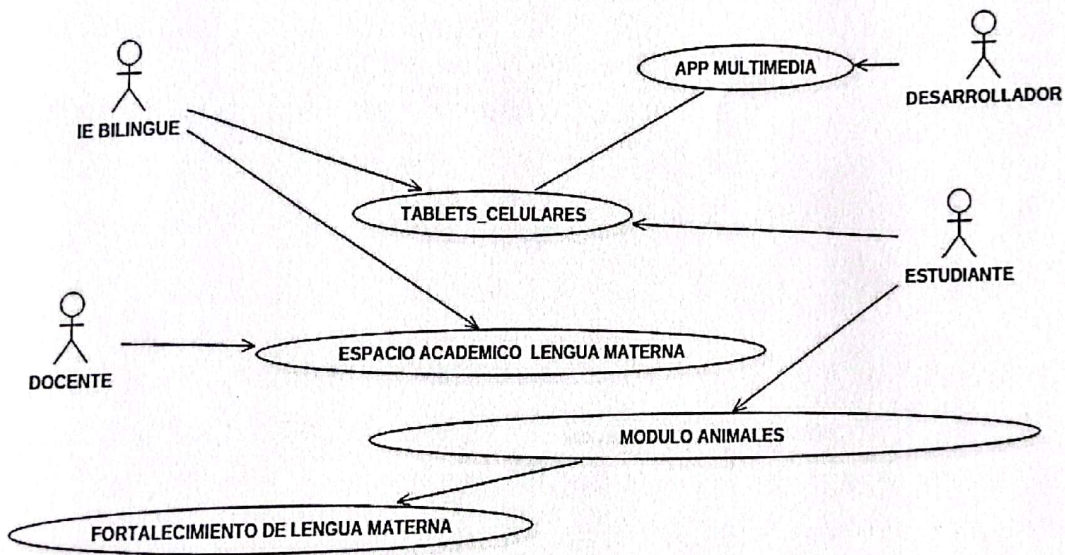 APP MULTIMEDIA
DESARROLLADOR
IE BILINGUE
TABLETS_CELULARES
ESTUDIANTE
ESPACIO ACADEMICO LENGUA MATERNA
DOCENTE
MODULO ANIMALES
FORTALECIMIENTO DE LENGUA MATERNA